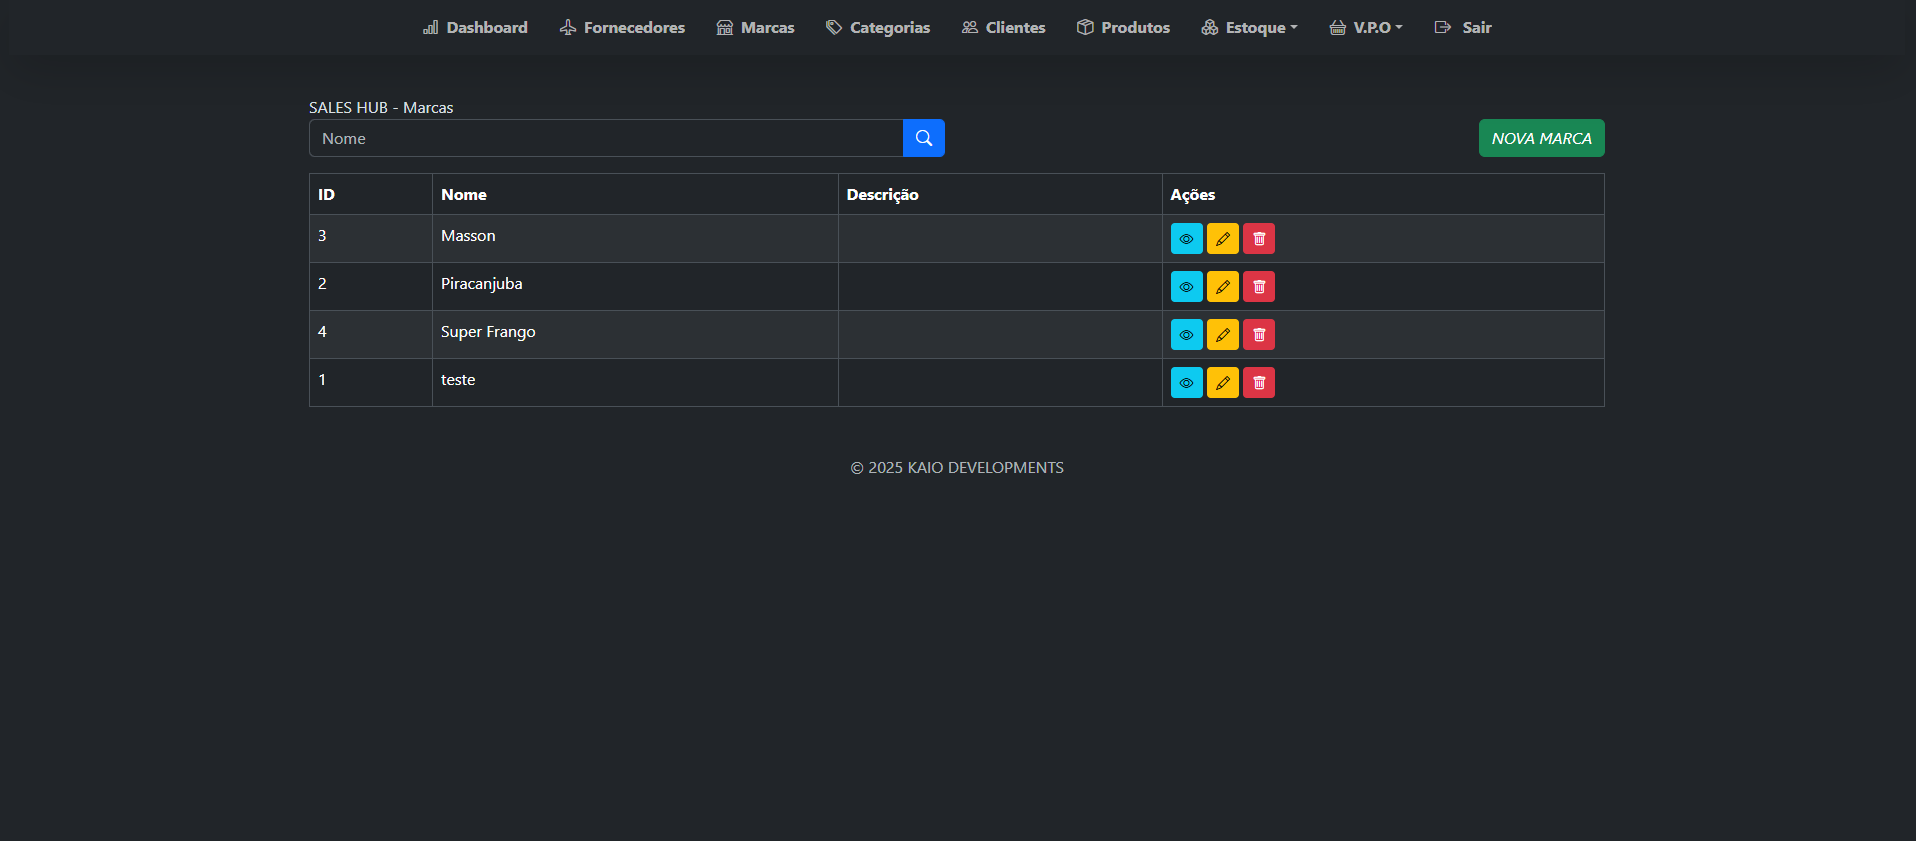 Dashboard Fornecedores Marcas Categorias Clientes Produtos Estoque V.P.O Sair
SALES HUB - Marcas
Nome
NOVA MARCA
ID Nome Descrição Ações
3 Masson
2 Piracanjuba
4 Super Frango
1 teste
© 2025 KAIO DEVELOPMENTS